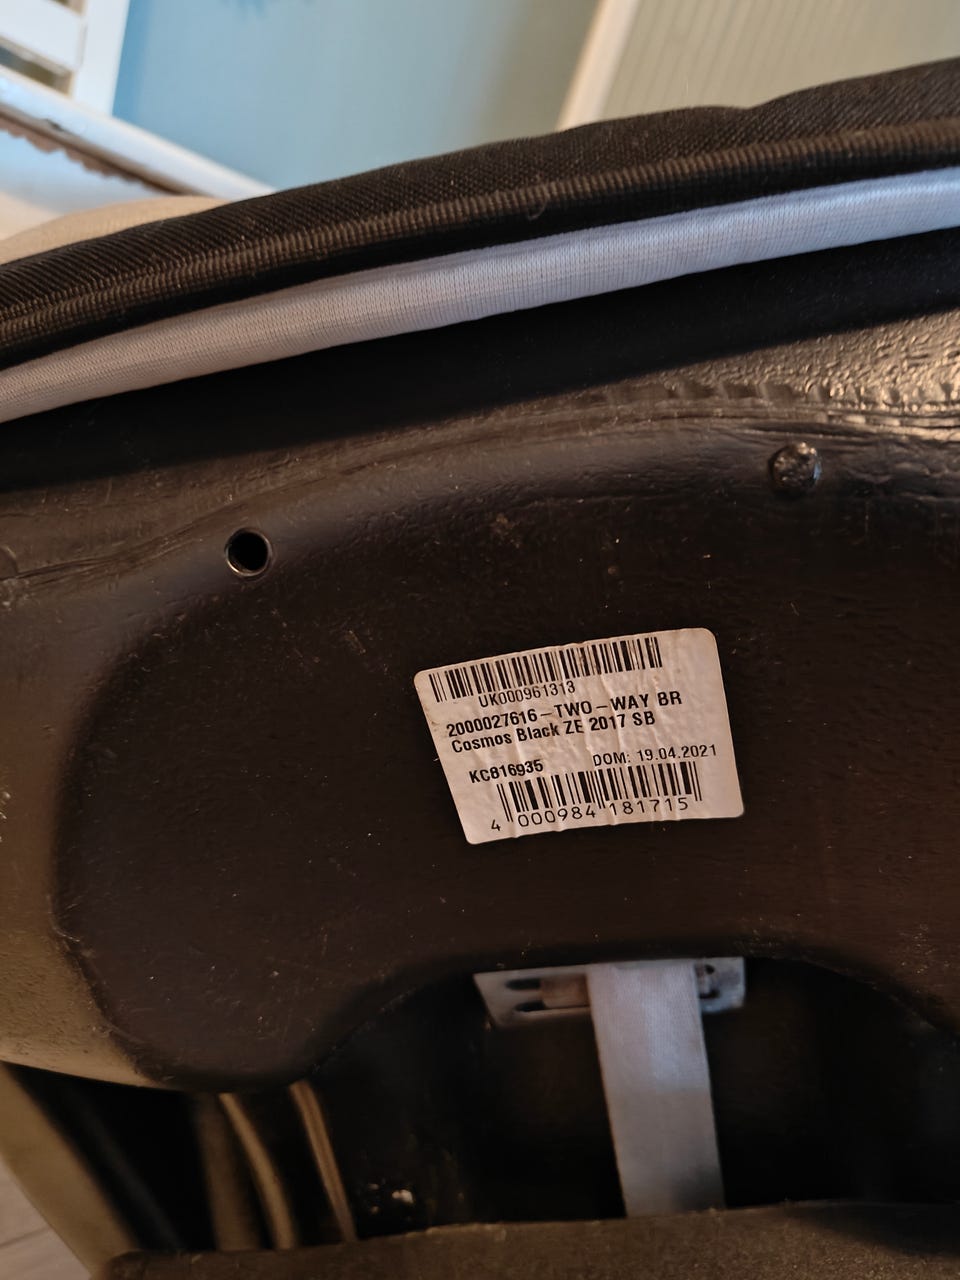 UK000961313
2000027616-TWO-WAY BR
Cosmos Black ZE 2017 SB
KC816935 DOM: 19.04.2021
4 000984 181715